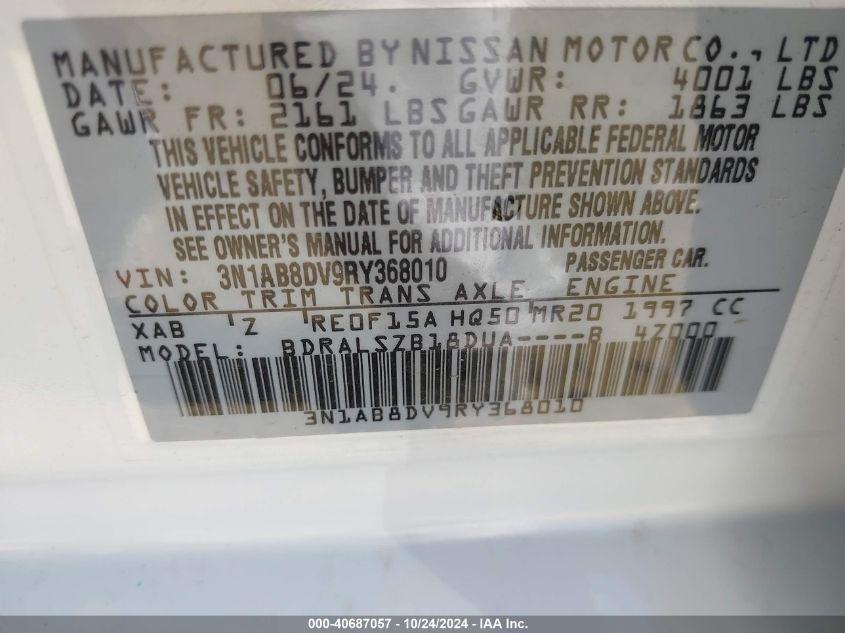 MANUFACTURED BY NISSAN MOTOR CO., LTD
DATE: 06/24. GVWR: 4001 LBS
GAWR FR: 2161 LBS GAWR RR: 1863 LBS
THIS VEHICLE CONFORMS TO ALL APPLICABLE FEDERAL MOTOR
VEHICLE SAFETY, BUMPER AND THEFT PREVENTION STANDARDS
IN EFFECT ON THE DATE OF MANUFACTURE SHOWN ABOVE.
SEE OWNER'S MANUAL FOR ADDITIONAL INFORMATION.
VIN: 3N1AB8DV9RY368010 PASSENGER CAR.
COLOR TRIM TRANS AXLE ENGINE
XAB Z RE0F15A HQ50 MR20 1997 CC
MODEL: BDRALSZB18DUA----B 4Z000
3N1AB8DV9RY368010
000-40687057 - 10/24/2024 - IAA Inc.